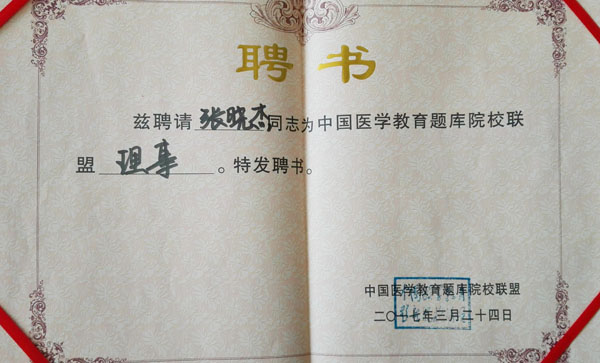 聘书
兹聘请张晓杰同志为中国医学教育题库院校联
盟理事。特发聘书。
中国医学教育题库院校联盟
二〇一七年三月二十四日